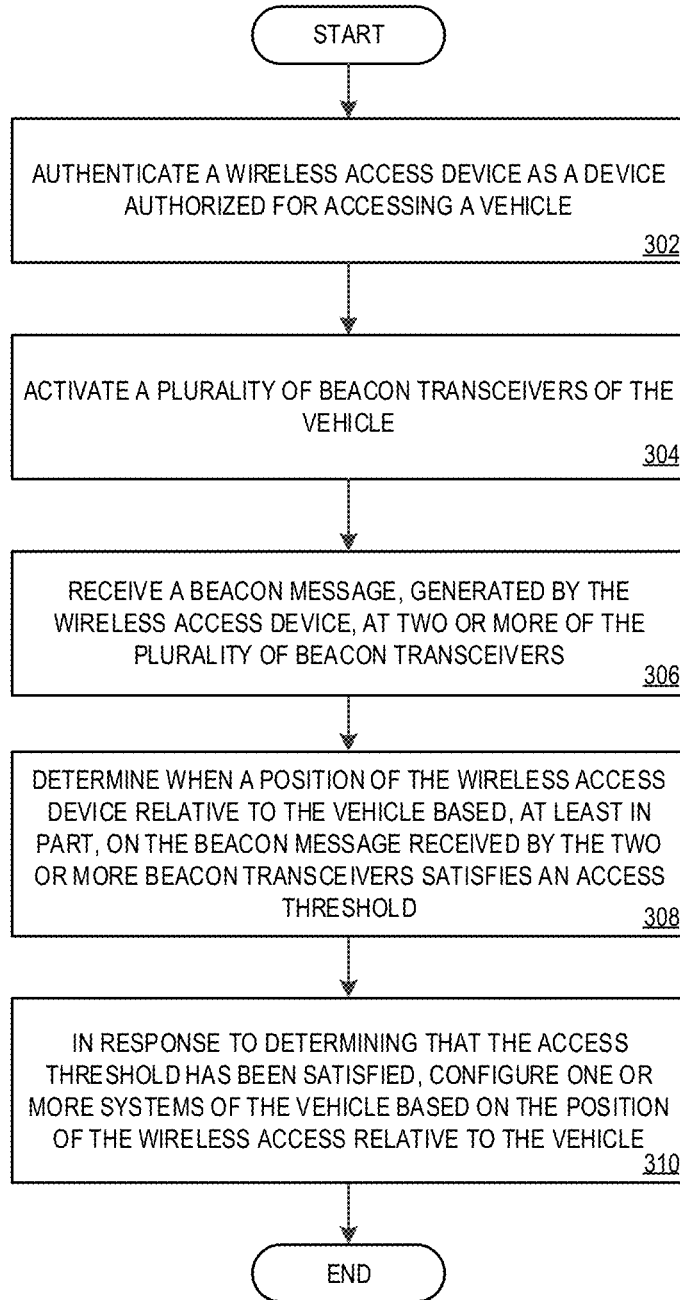 START
AUTHENTICATE A WIRELESS ACCESS DEVICE AS A DEVICE
AUTHORIZED FOR ACCESSING A VEHICLE
302
ACTIVATE A PLURALITY OF BEACON TRANSCEIVERS OF THE
VEHICLE
304
RECEIVE A BEACON MESSAGE, GENERATED BY THE
WIRELESS ACCESS DEVICE, AT TWO OR MORE OF THE
PLURALITY OF BEACON TRANSCEIVERS
306
DETERMINE WHEN A POSITION OF THE WIRELESS ACCESS
DEVICE RELATIVE TO THE VEHICLE BASED, AT LEAST IN
PART, ON THE BEACON MESSAGE RECEIVED BY THE TWO
OR MORE BEACON TRANSCEIVERS SATISFIES AN ACCESS
THRESHOLD
308
IN RESPONSE TO DETERMINING THAT THE ACCESS
THRESHOLD HAS BEEN SATISFIED, CONFIGURE ONE OR
MORE SYSTEMS OF THE VEHICLE BASED ON THE POSITION
OF THE WIRELESS ACCESS RELATIVE TO THE VEHICLE
310
END